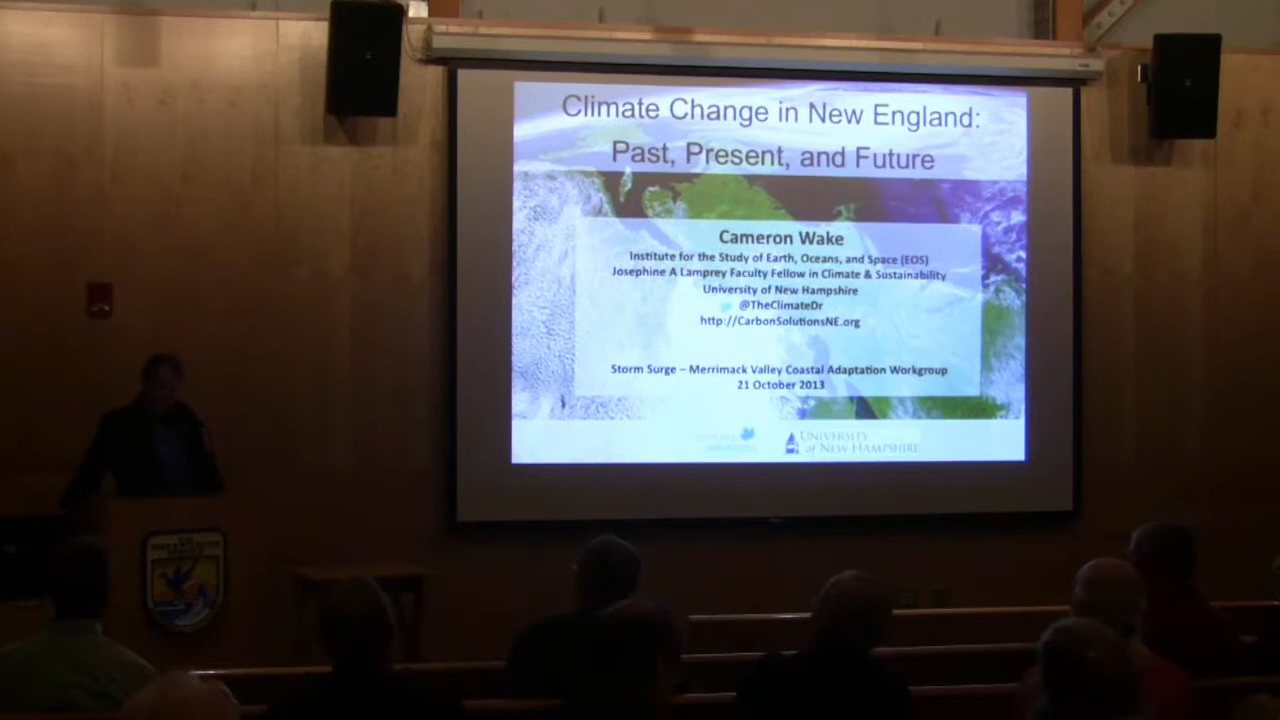 Climate Change in New England:
Past, Present, and Future
Cameron Wake
Institute for the Study of Earth, Oceans, and Space (EOS)
Josephine A Lamprey Faculty Fellow in Climate & Sustainability
University of New Hampshire
@TheClimateDr
http://CarbonSolutionsNE.org
Storm Surge – Merrimack Valley Coastal Adaptation Workgroup
21 October 2013
UNIVERSITY
of NEW HAMPSHIRE